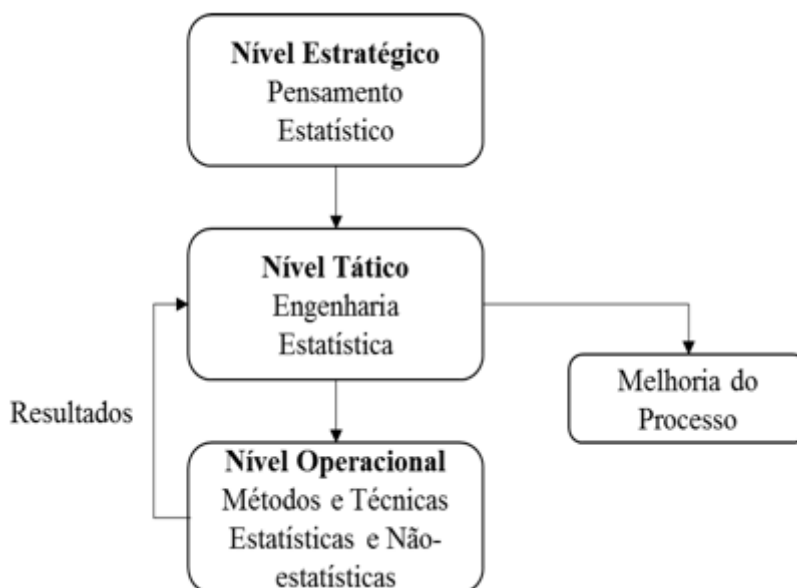 Nível Estratégico
Pensamento
Estatístico
Nível Tático
Engenharia
Estatística
Melhoria do
Processo
Resultados
Nível Operacional
Métodos e Técnicas
Estatísticas e Não-
estatísticas